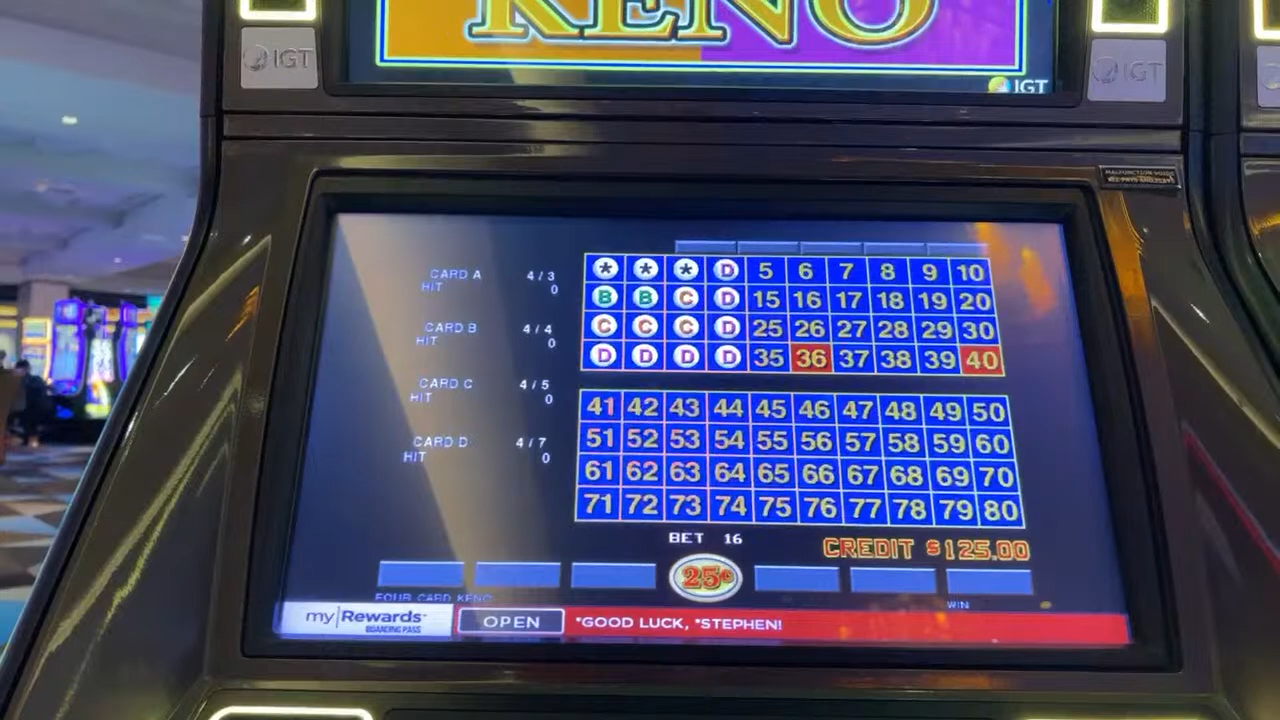 KENO
IGT
IGT
IGT
CARD A 4/3
HIT 0
CARD B 4/4
HIT 0
CARD C 4/5
HIT 0
CARD D 4/7
HIT 0
* * * D 5 6 7 8 9 10
B B C D 15 16 17 18 19 20
C C C D 25 26 27 28 29 30
D D D D 35 36 37 38 39 40
41 42 43 44 45 46 47 48 49 50
51 52 53 54 55 56 57 58 59 60
61 62 63 64 65 66 67 68 69 70
71 72 73 74 75 76 77 78 79 80
BET 16
CREDIT $125.00
25¢
FOUR CARD KENO
WIN
my|Rewards
BOARDING PASS
OPEN
*GOOD LUCK, *STEPHEN!